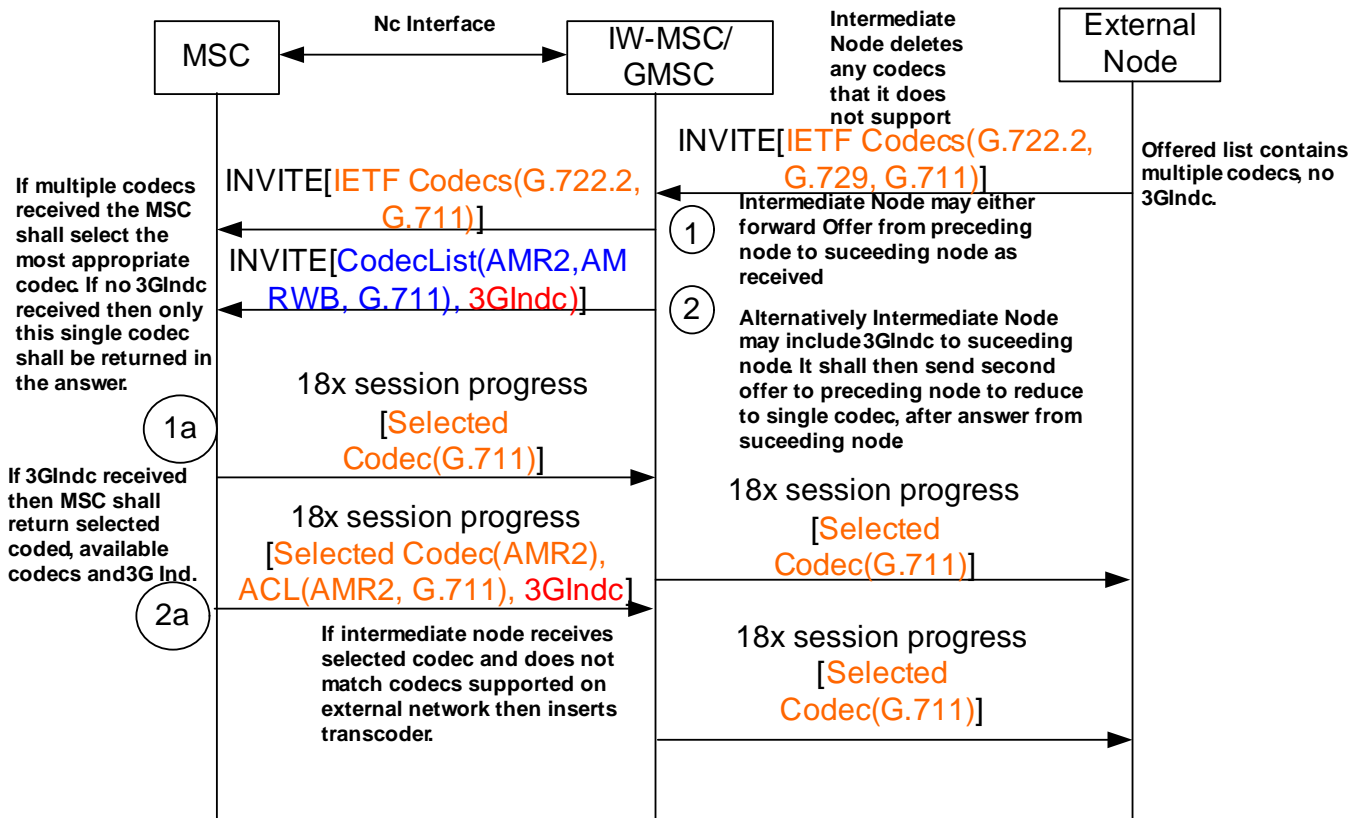 MSC
Nc Interface
IW-MSC/
GMSC
Intermediate
Node deletes
any codecs
that it does
not support
External
Node
INVITE[IETF Codecs(G.722.2,
G.729, G.711)]
Offered list contains
multiple codecs, no
3GIndc.
If multiple codecs
received the MSC
shall select the
most appropriate
codec. If no 3GIndc
received then only
this single codec
shall be returned in
the answer.
INVITE[IETF Codecs(G.722.2,
G.711)]
1
Intermediate Node may either
forward Offer from preceding
node to suceeding node as
received
INVITE[CodecList(AMR2,AM
RWB, G.711), 3GIndc)]
2
Alternatively Intermediate Node
may include 3GIndc to suceeding
node. It shall then send second
offer to preceding node to reduce
to single codec, after answer from
suceeding node
1a
18x session progress
[Selected
Codec(G.711)]
If 3GIndc received
then MSC shall
return selected
coded, available
codecs and 3G Ind.
2a
18x session progress
[Selected Codec(AMR2),
ACL(AMR2, G.711), 3GIndc]
18x session progress
[Selected
Codec(G.711)]
If intermediate node receives
selected codec and does not
match codecs supported on
external network then inserts
transcoder.
18x session progress
[Selected
Codec(G.711)]